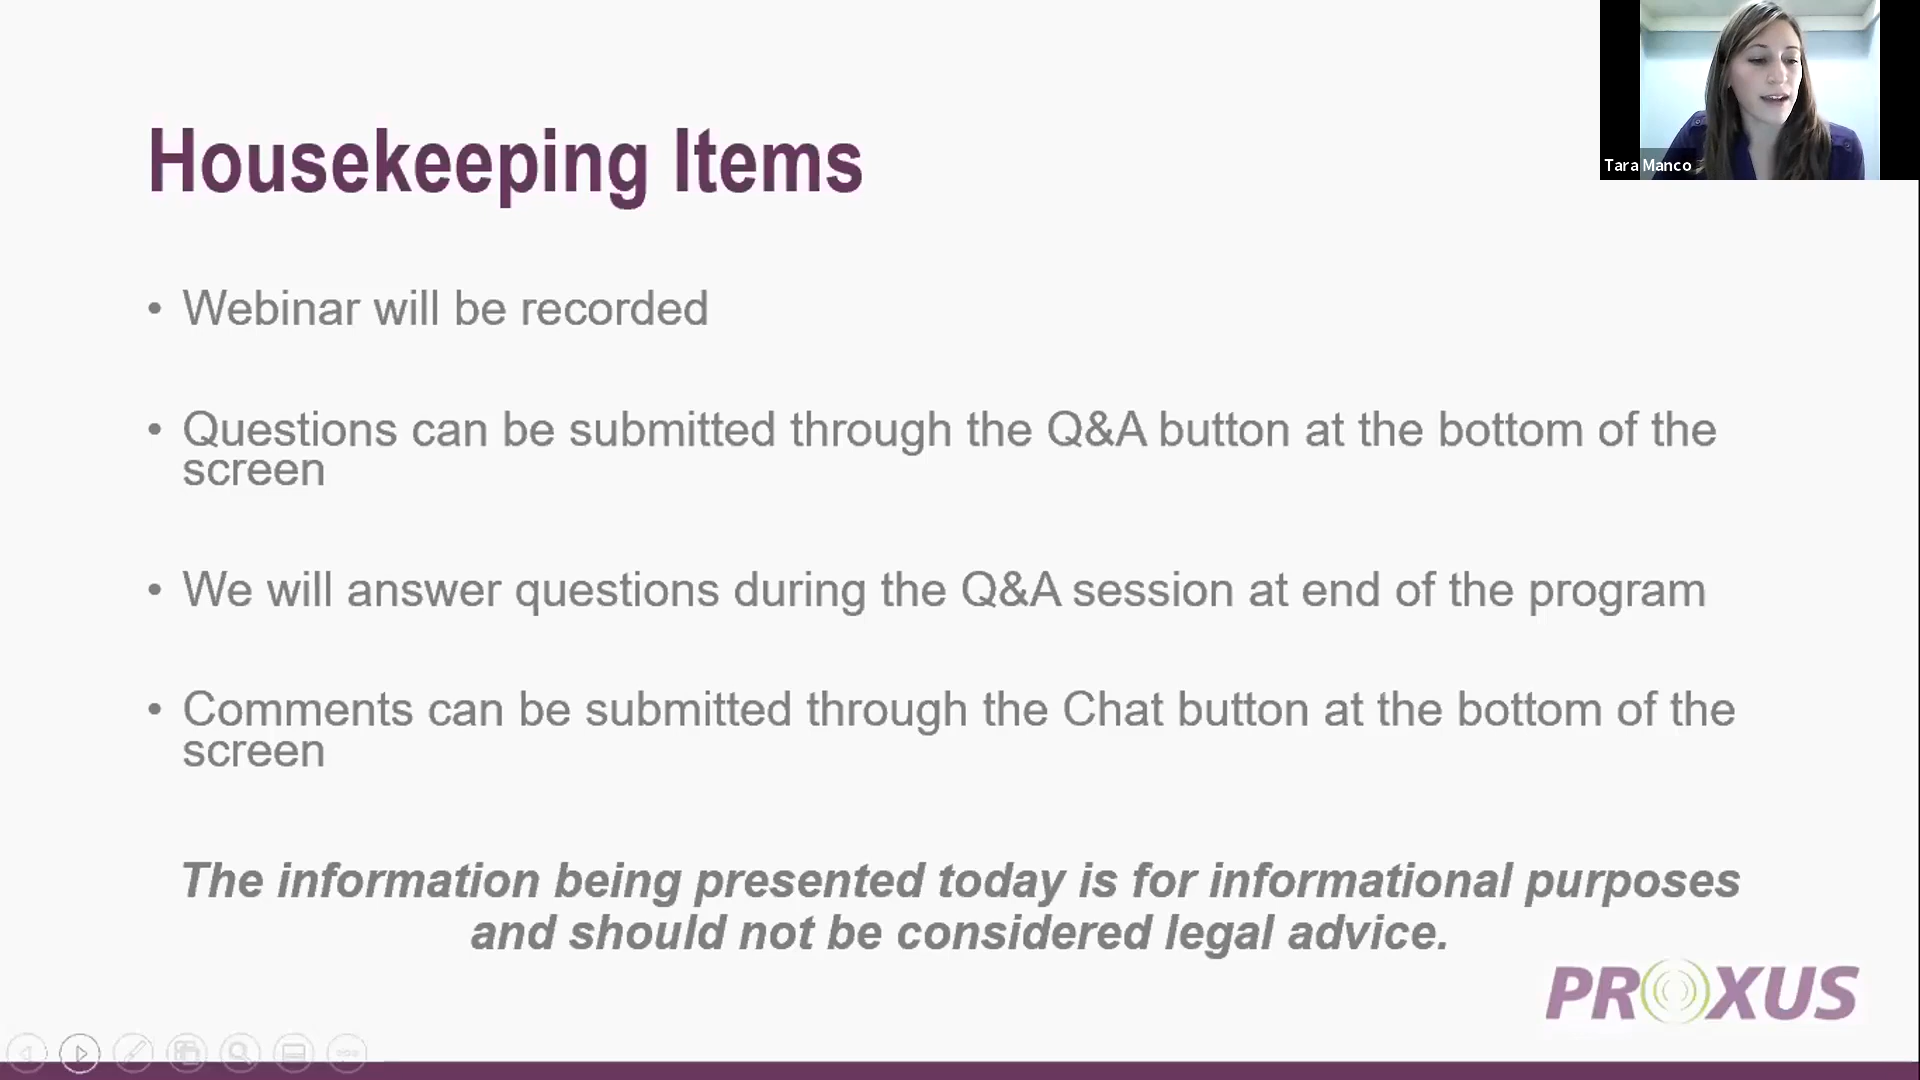 Housekeeping Items
Tara Manco
• Webinar will be recorded
• Questions can be submitted through the Q&A button at the bottom of the
screen
• We will answer questions during the Q&A session at end of the program
• Comments can be submitted through the Chat button at the bottom of the
screen
The information being presented today is for informational purposes
and should not be considered legal advice.
PROXUS